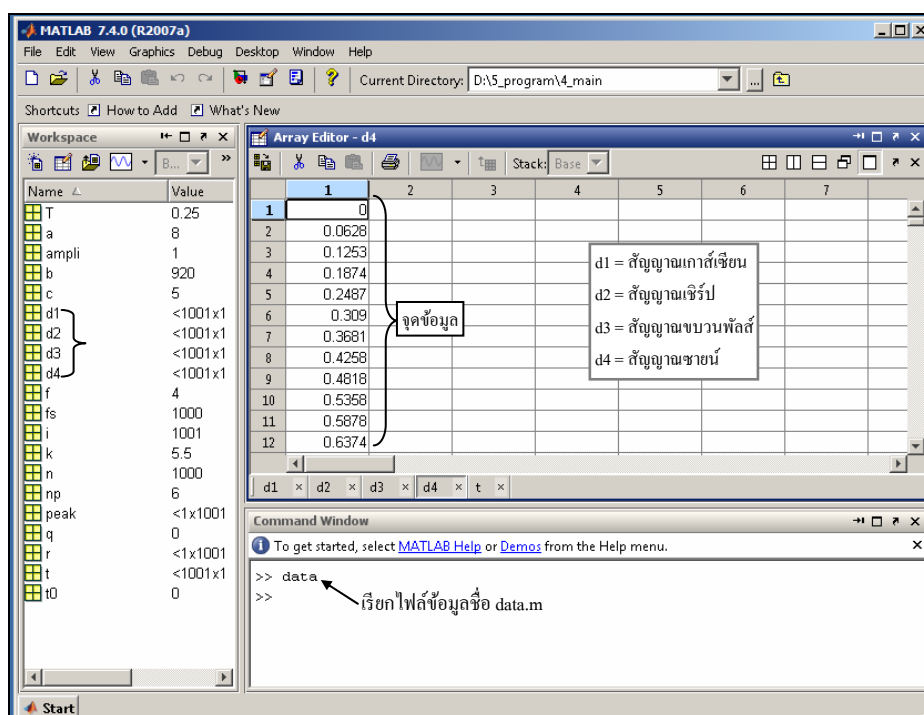 MATLAB 7.4.0 (R2007a)
File Edit View Graphics Debug Desktop Window Help
Current Directory: D:\5_program\4_main
Shortcuts How to Add What's New
Workspace
B...
Name Value
T 0.25
a 8
ampli 1
b 920
c 5
d1 <1001x1
d2 <1001x1
d3 <1001x1
d4 <1001x1
f 4
fs 1000
i 1001
k 5.5
n 1000
np 6
peak <1x1001
q 0
r <1x1001
t <1001x1
t0 0
Array Editor - d4
Stack: Base
1 2 3 4 5 6 7
1 0
2 0.0628
3 0.1253
4 0.1874
5 0.2487
6 0.309
7 0.3681
8 0.4258
9 0.4818
10 0.5358
11 0.5878
12 0.6374
จุดข้อมูล
d1 = สัญญาณเกาส์เซียน
d2 = สัญญาณเชิร์ป
d3 = สัญญาณขบวนพัลส์
d4 = สัญญาณซายน์
d1 d2 d3 d4 t
Command Window
To get started, select MATLAB Help or Demos from the Help menu.
>> data
>>
เรียกไฟล์ข้อมูลชื่อ data.m
Start